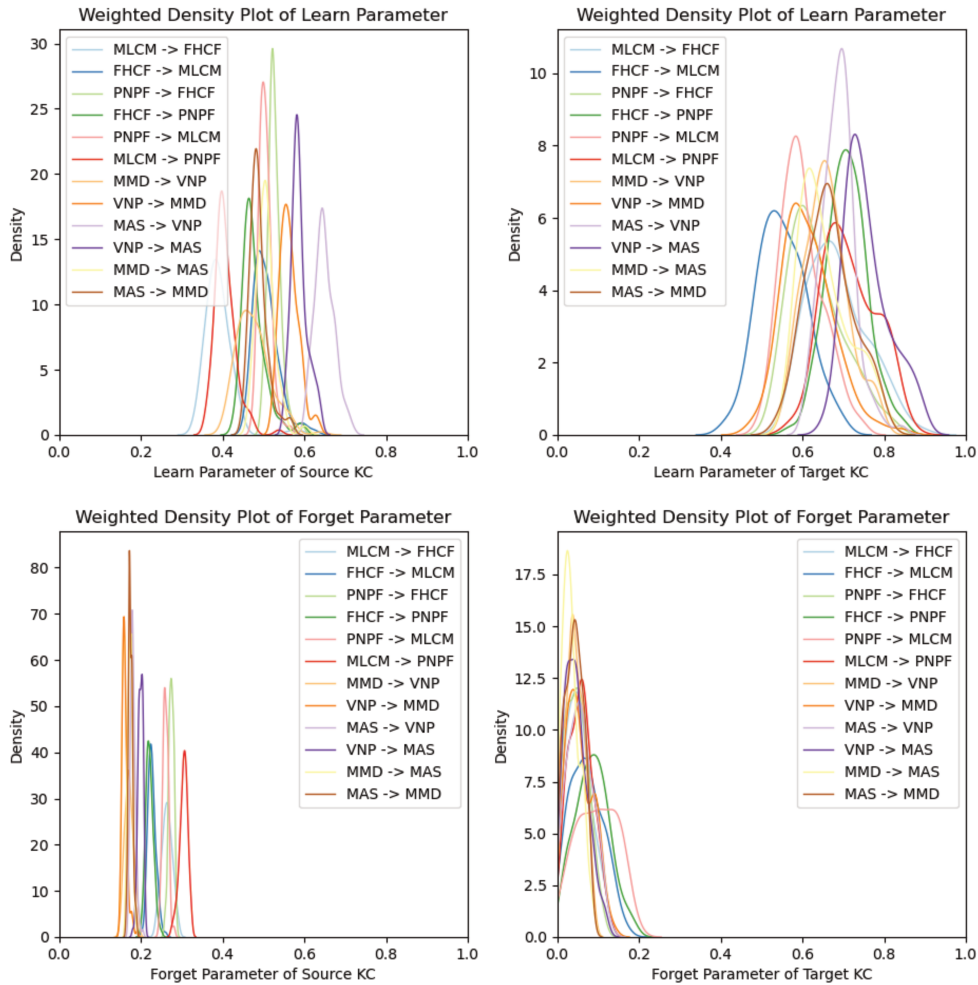 Weighted Density Plot of Learn Parameter
30
25
20
15
10
5
0
Density
MLCM -> FHCF
FHCF -> MLCM
PNPF -> FHCF
FHCF -> PNPF
PNPF -> MLCM
MLCM -> PNPF
MMD -> VNP
VNP -> MMD
MAS -> VNP
VNP -> MAS
MMD -> MAS
MAS -> MMD
0.0 0.2 0.4 0.6 0.8 1.0
Learn Parameter of Source KC
Weighted Density Plot of Learn Parameter
10
8
6
4
2
0
Density
MLCM -> FHCF
FHCF -> MLCM
PNPF -> FHCF
FHCF -> PNPF
PNPF -> MLCM
MLCM -> PNPF
MMD -> VNP
VNP -> MMD
MAS -> VNP
VNP -> MAS
MMD -> MAS
MAS -> MMD
0.0 0.2 0.4 0.6 0.8 1.0
Learn Parameter of Target KC
Weighted Density Plot of Forget Parameter
80
70
60
50
40
30
20
10
0
Density
MLCM -> FHCF
FHCF -> MLCM
PNPF -> FHCF
FHCF -> PNPF
PNPF -> MLCM
MLCM -> PNPF
MMD -> VNP
VNP -> MMD
MAS -> VNP
VNP -> MAS
MMD -> MAS
MAS -> MMD
0.0 0.2 0.4 0.6 0.8 1.0
Forget Parameter of Source KC
Weighted Density Plot of Forget Parameter
17.5
15.0
12.5
10.0
7.5
5.0
2.5
0.0
Density
MLCM -> FHCF
FHCF -> MLCM
PNPF -> FHCF
FHCF -> PNPF
PNPF -> MLCM
MLCM -> PNPF
MMD -> VNP
VNP -> MMD
MAS -> VNP
VNP -> MAS
MMD -> MAS
MAS -> MMD
0.0 0.2 0.4 0.6 0.8 1.0
Forget Parameter of Target KC